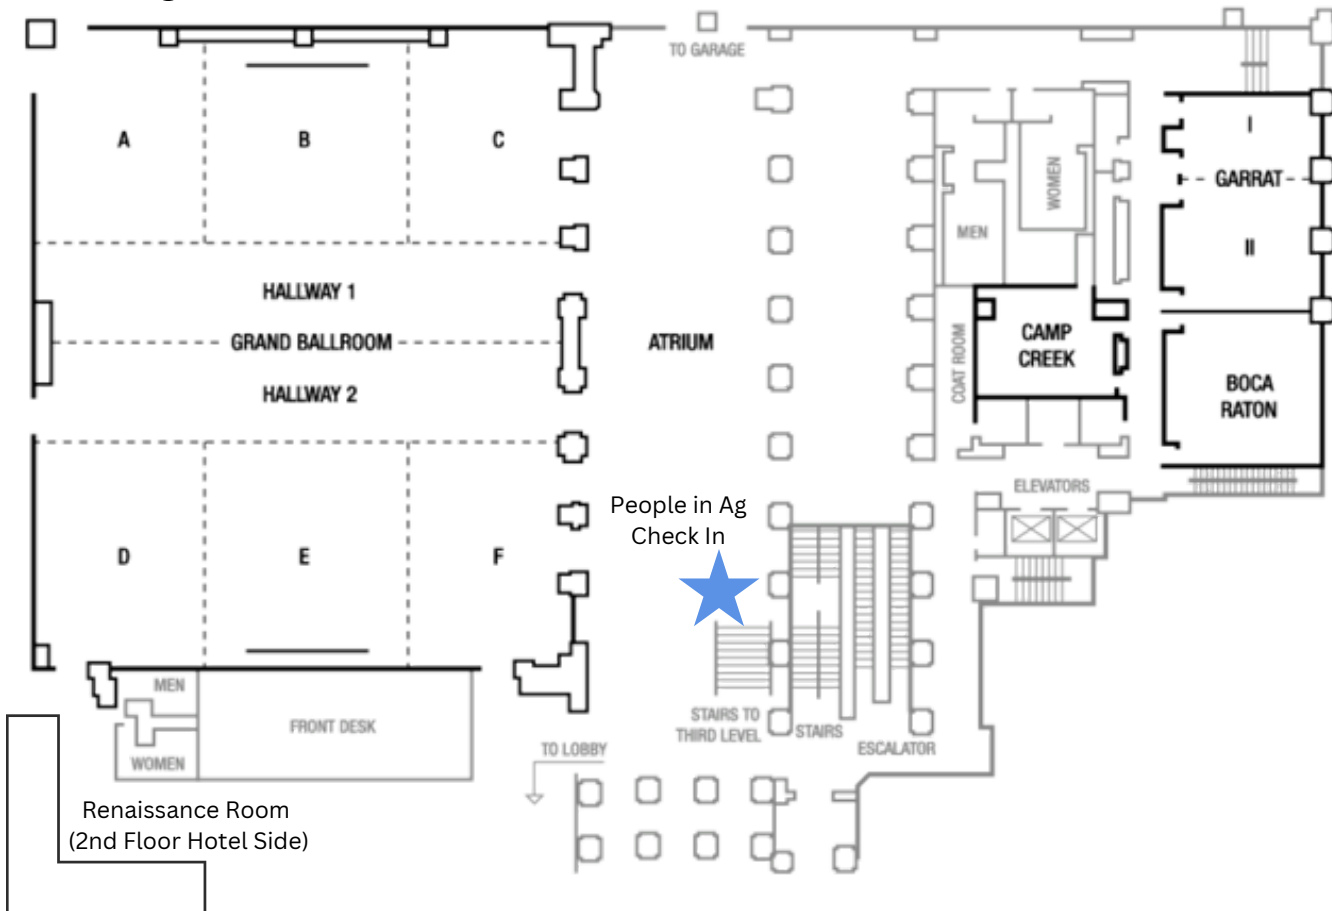 TO GARAGE
A
B
C
I
GARRAT
II
WOMEN
MEN
HALLWAY 1
GRAND BALLROOM
HALLWAY 2
ATRIUM
COAT ROOM
CAMP
CREEK
BOCA
RATON
ELEVATORS
People in Ag
Check In
D
E
F
MEN
WOMEN
FRONT DESK
STAIRS TO
THIRD LEVEL
STAIRS
ESCALATOR
TO LOBBY
Renaissance Room
(2nd Floor Hotel Side)